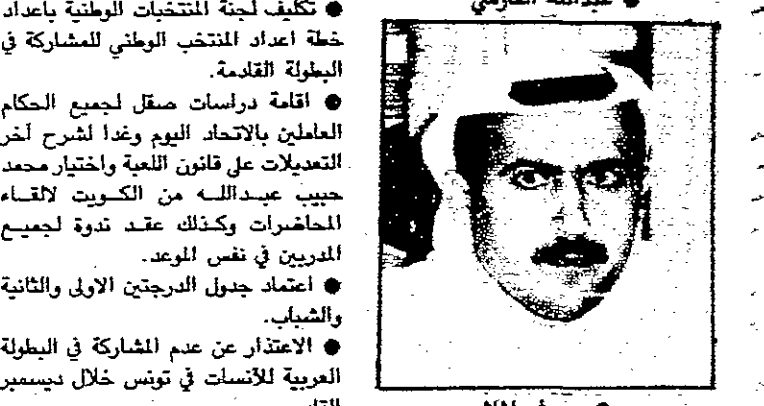 ● عبدالله الفارسي
● تكليف لجنة المنتخبات الوطنية باعداد
خطة اعداد المنتخب الوطني للمشاركة في
البطولة القادمة.
● اقامة دراسات صقل لجميع الحكام
العاملين بالاتحاد اليوم وغدا لشرح آخر
التعديلات على قانون اللعبة واختيار محمد
حبيب عبدالله من الكويت لالقاء
المحاضرات وكذلك عقد ندوة لجميع
المدربين في نفس الموعد.
● اعتماد جدول الدرجتين الاولى والثانية
والشباب.
● الاعتذار عن عدم المشاركة في البطولة
العربية للآنسات في تونس خلال ديسمبر